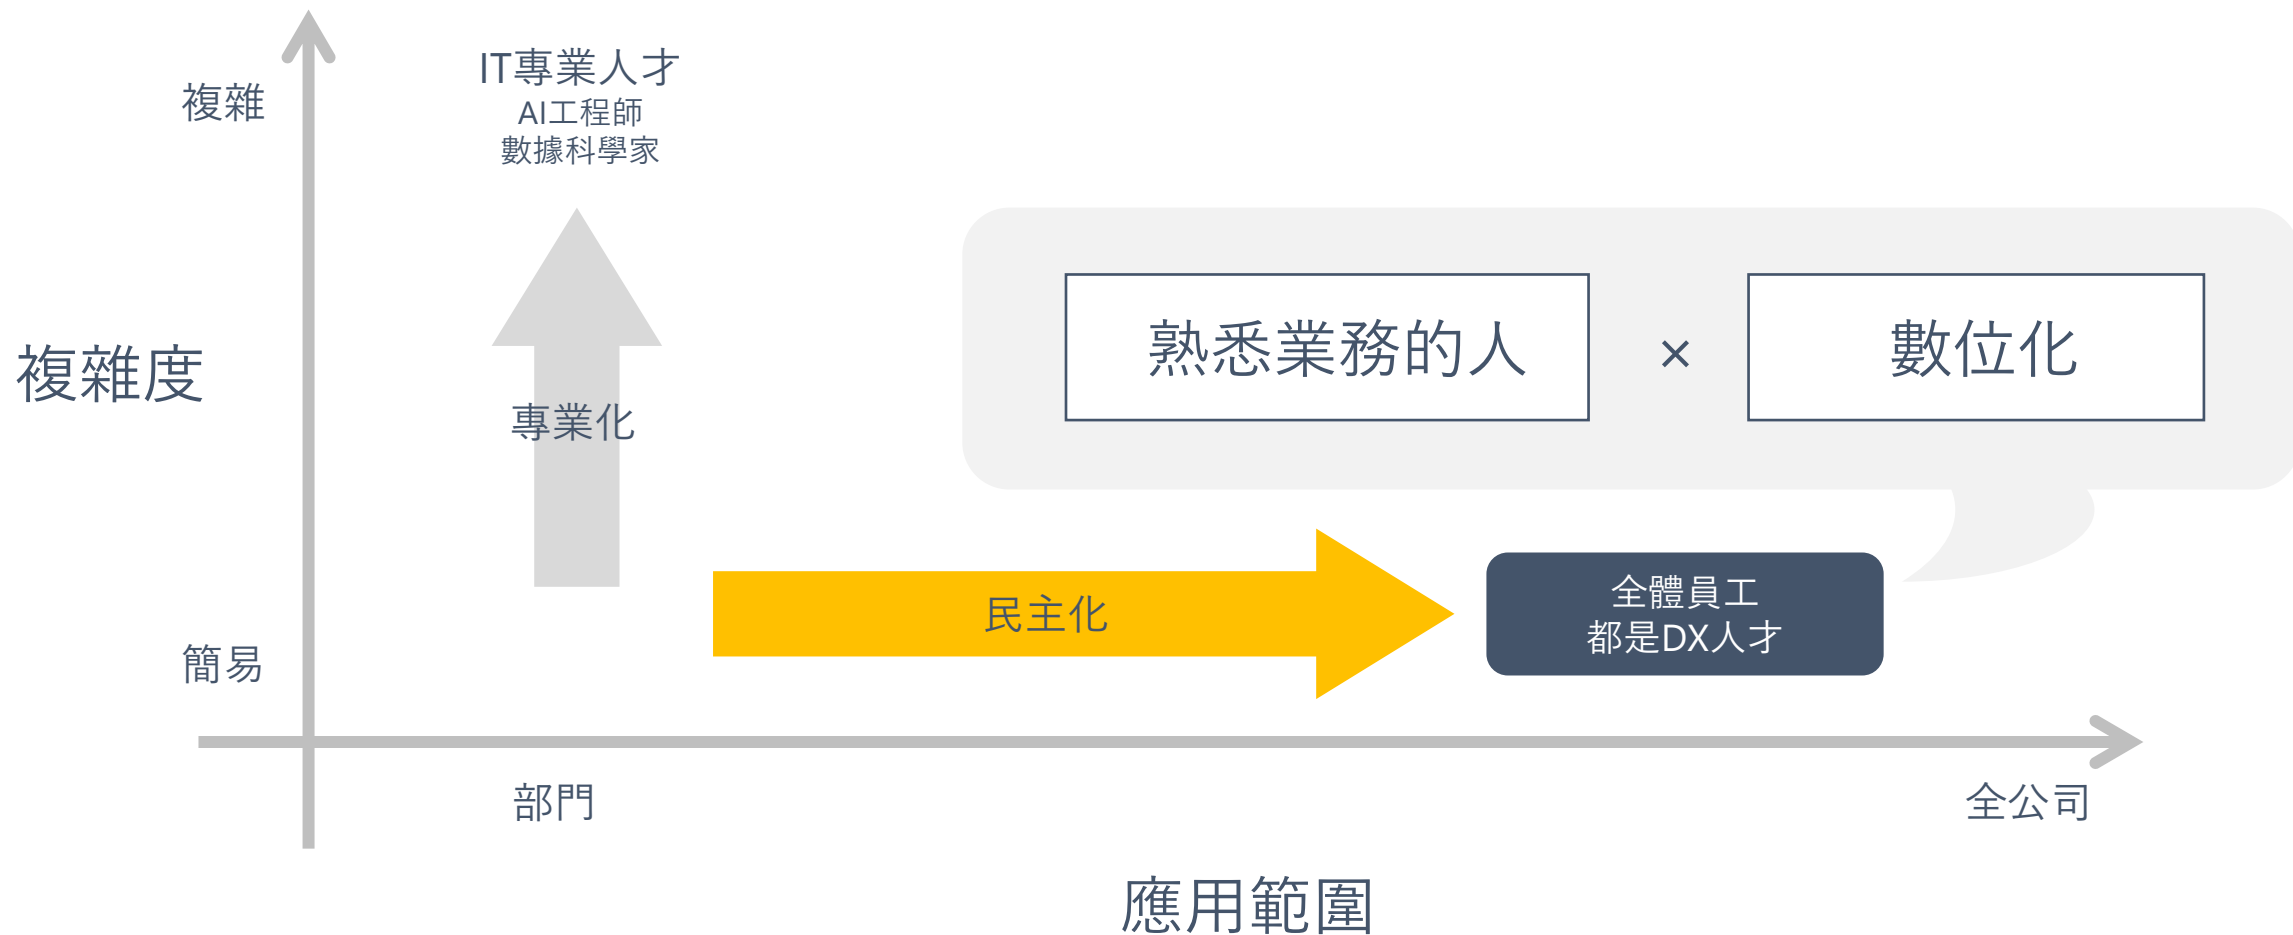 IT專業人才
AI工程師
數據科學家
複雜
熟悉業務的人
×
數位化
複雜度
專業化
民主化
全體員工
都是DX人才
簡易
部門
全公司
應用範圍